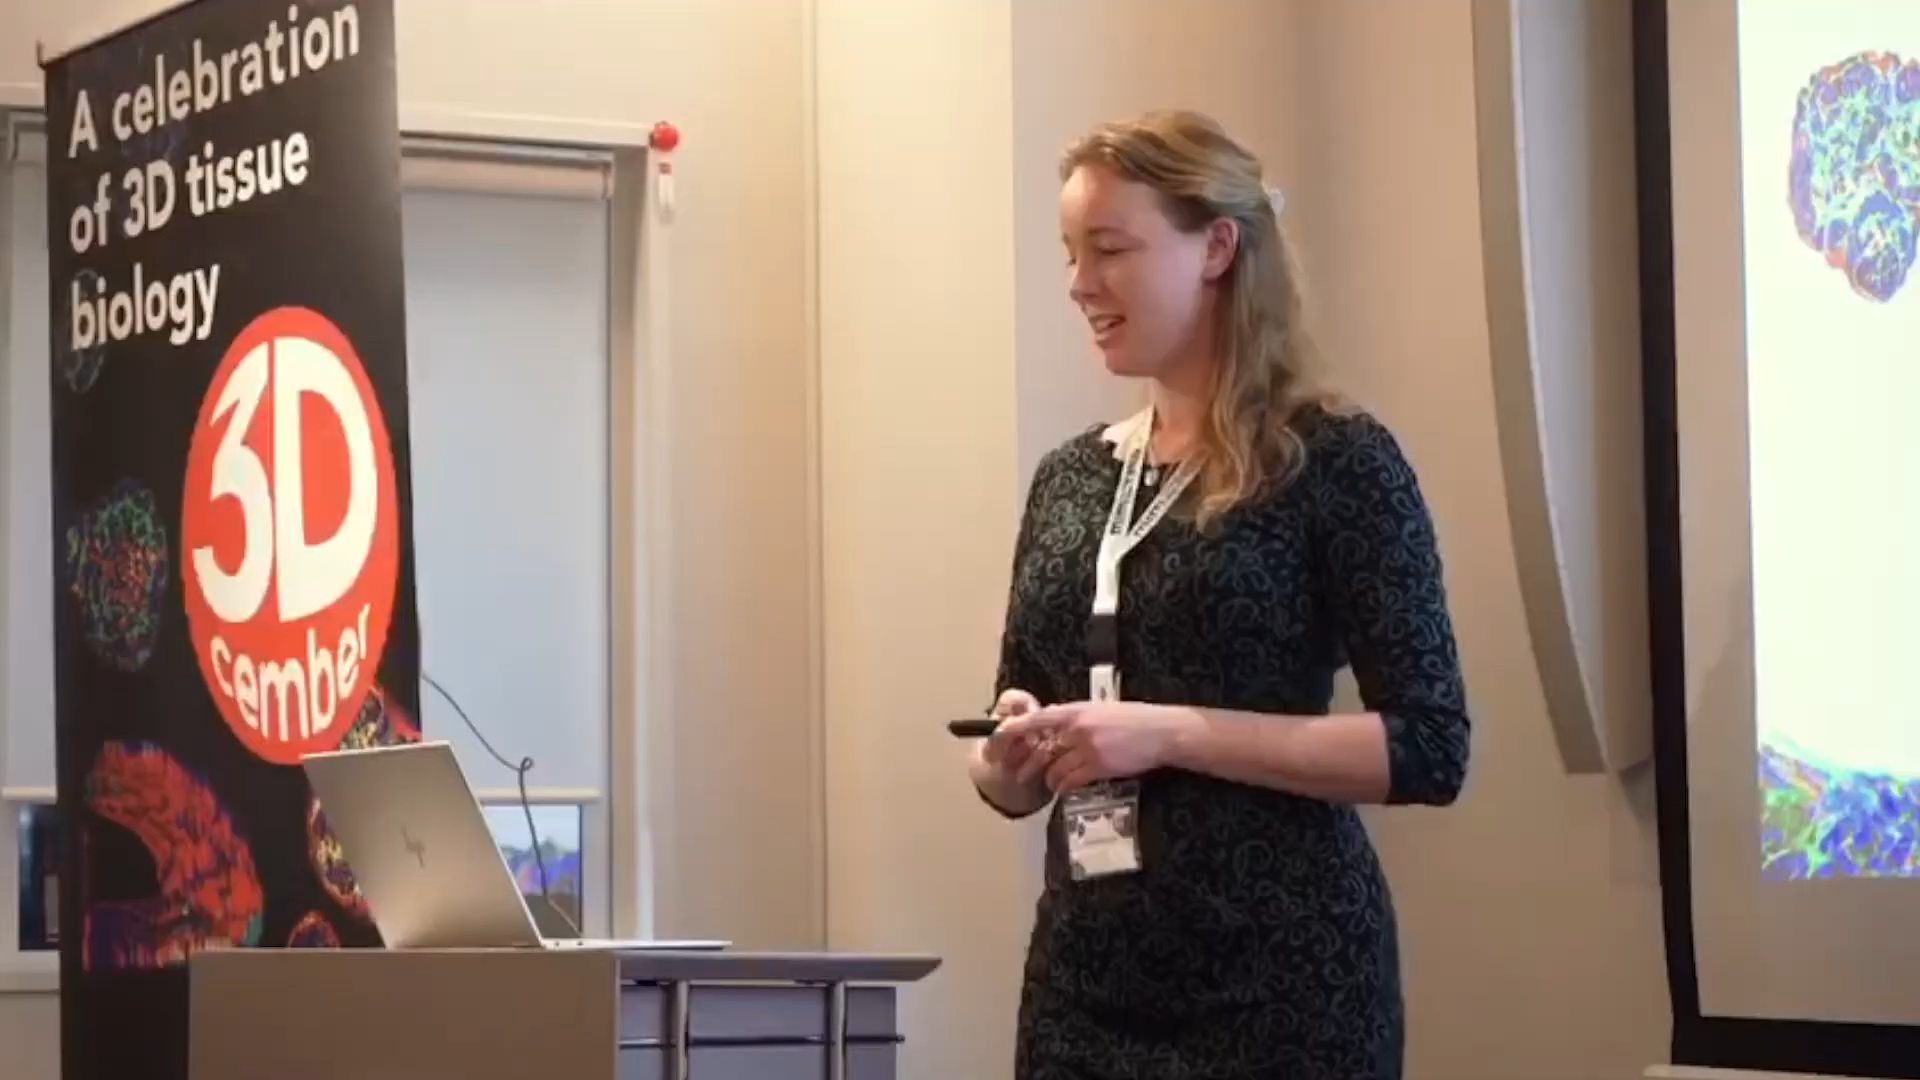 A celebration
of 3D tissue
biology
3D
cember